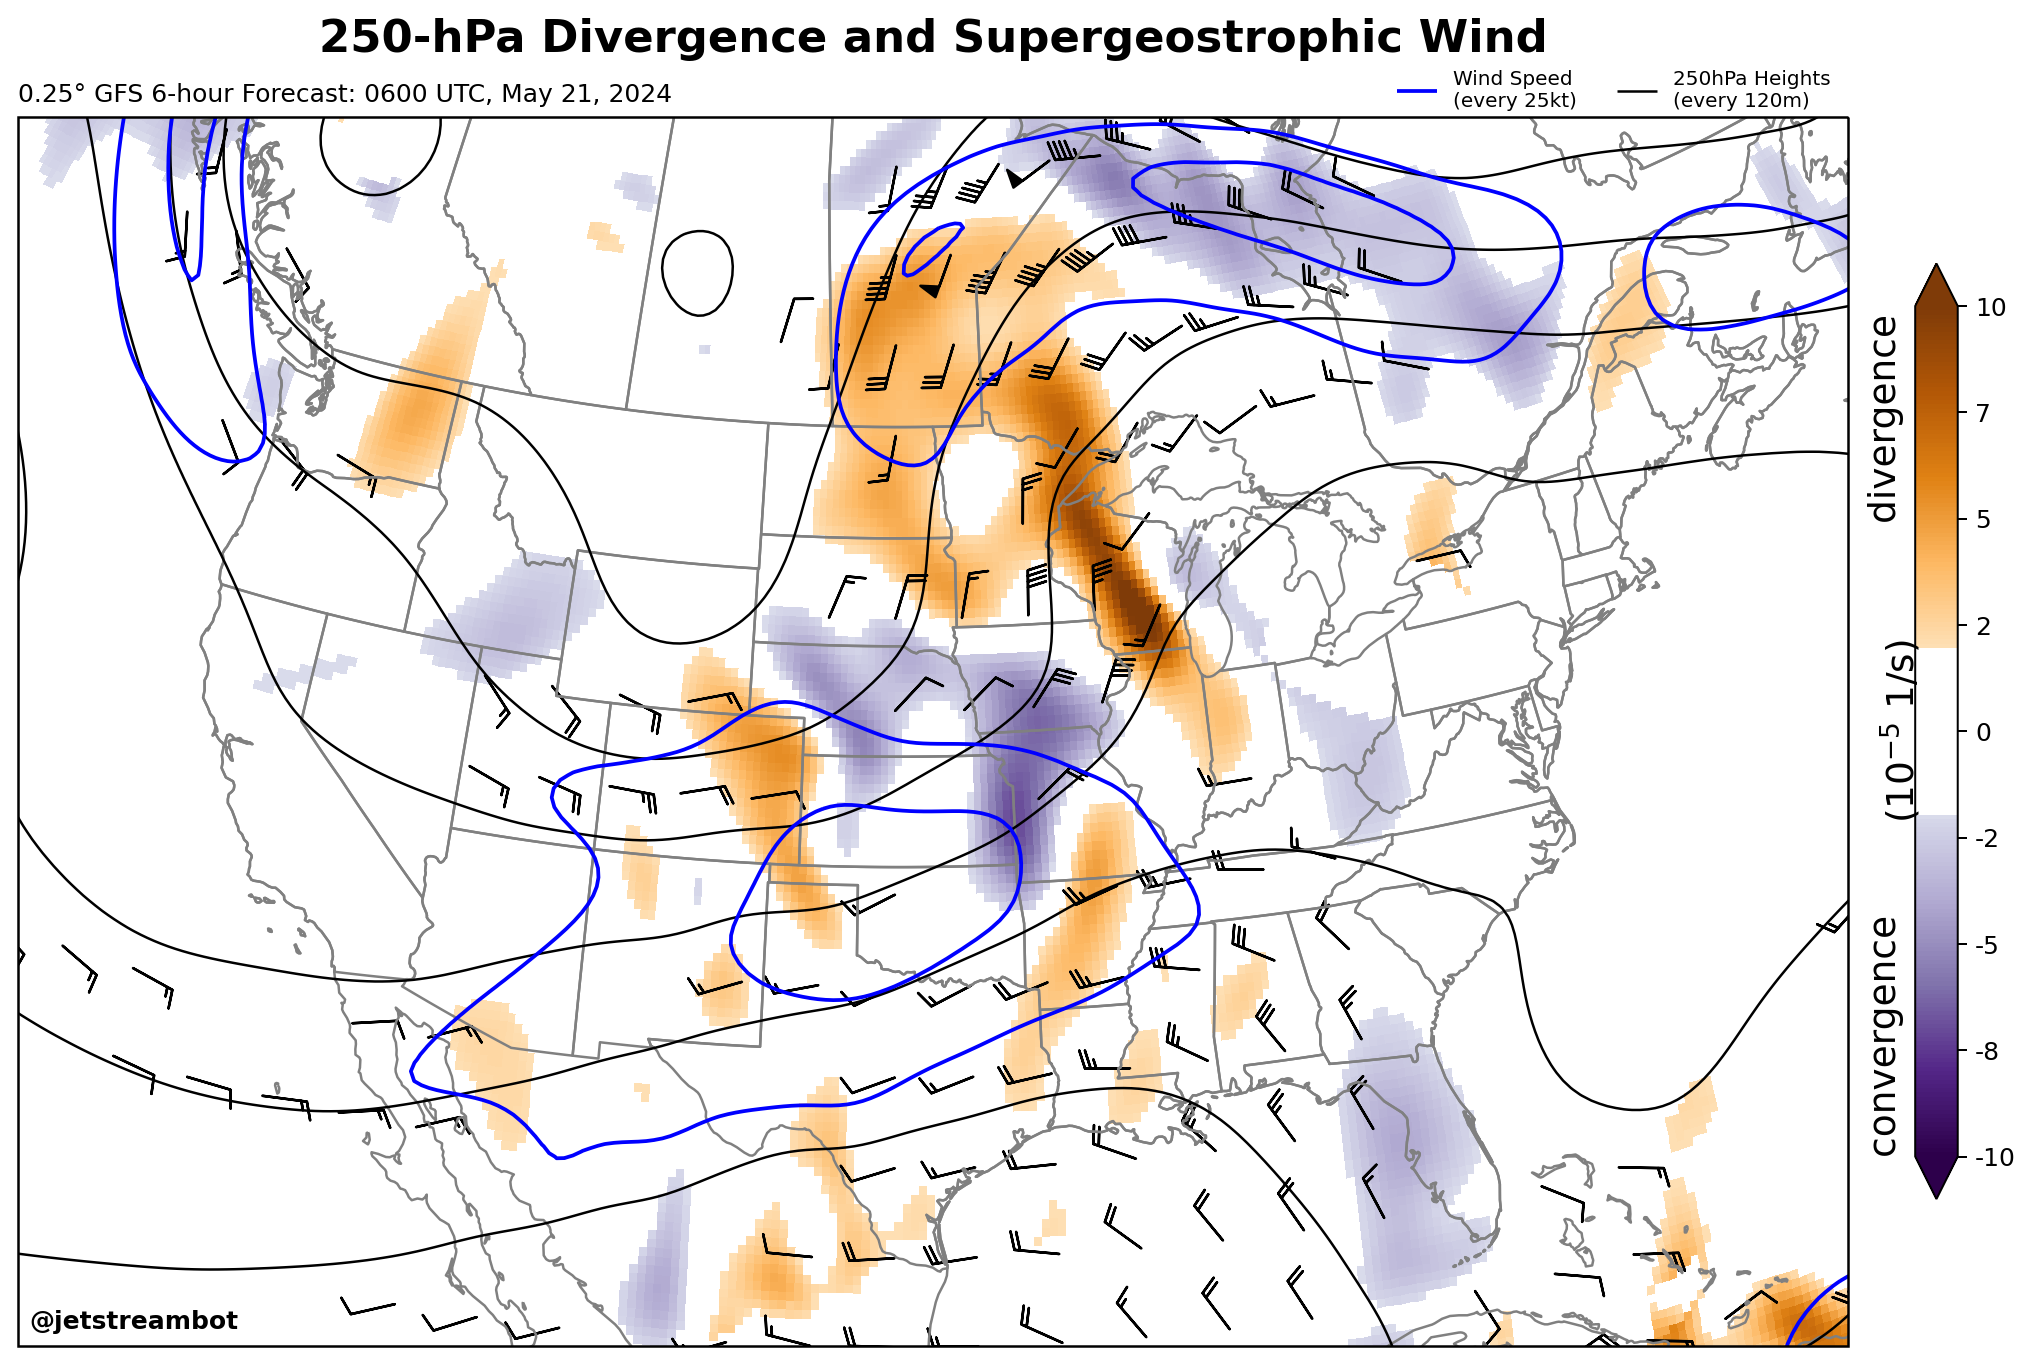 250-hPa Divergence and Supergeostrophic Wind
0.25° GFS 6-hour Forecast: 0600 UTC, May 21, 2024
Wind Speed
(every 25kt)
250hPa Heights
(every 120m)
10
7
5
2
0
-2
-5
-8
-10
convergence (10⁻⁵ 1/s) divergence
@jetstreambot